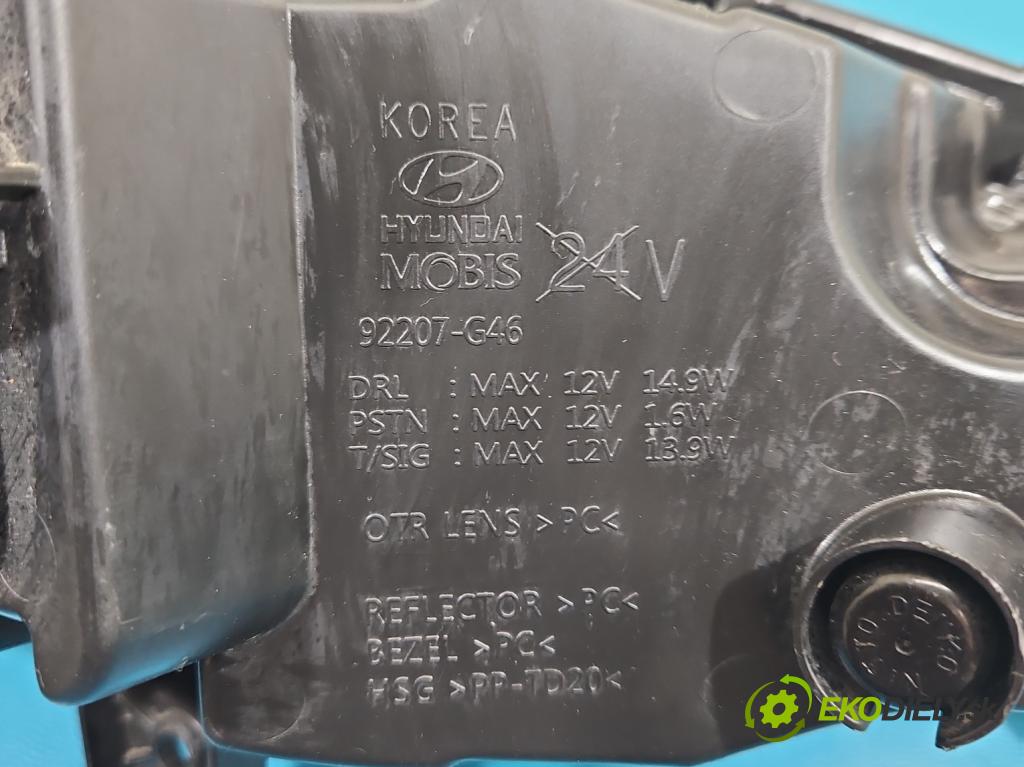 KOREA
HYUNDAI
MOBIS 24V
92207-G46
DRL : MAX 12V 14.9W
PSTN : MAX 12V 1.6W
T/SIG : MAX 12V 13.9W
OTR LENS >PC<
REFLECTOR >PC<
BEZEL >PC<
HSG >PP-TD20<
EKODIELY.sk